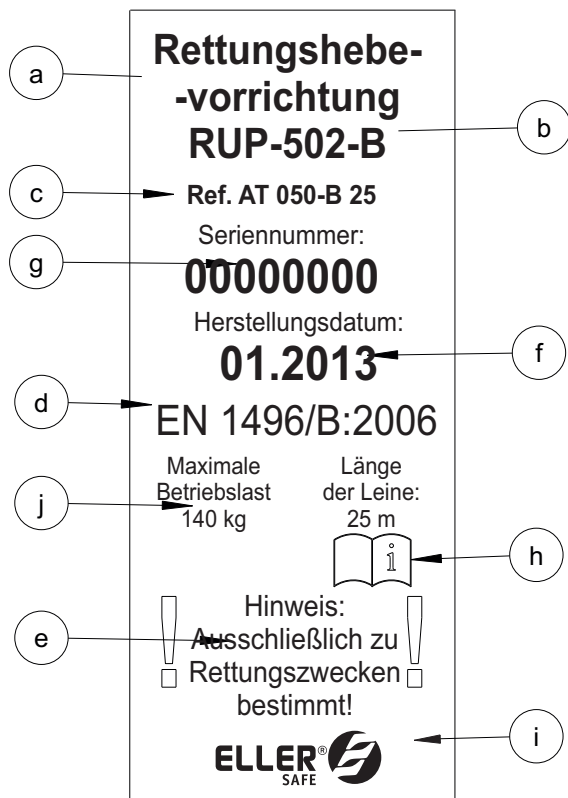 a
Rettungshebe-
-vorrichtung
RUP-502-B
b
c
Ref. AT 050-B 25
Seriennummer:
g
00000000
Herstellungsdatum:
01.2013
f
d
EN 1496/B:2006
Maximale
Betriebslast
140 kg
j
Länge
der Leine:
25 m
i
h
e
!
Hinweis:
Ausschließlich zu
Rettungszwecken
bestimmt!
!
ELLER®
SAFE
i